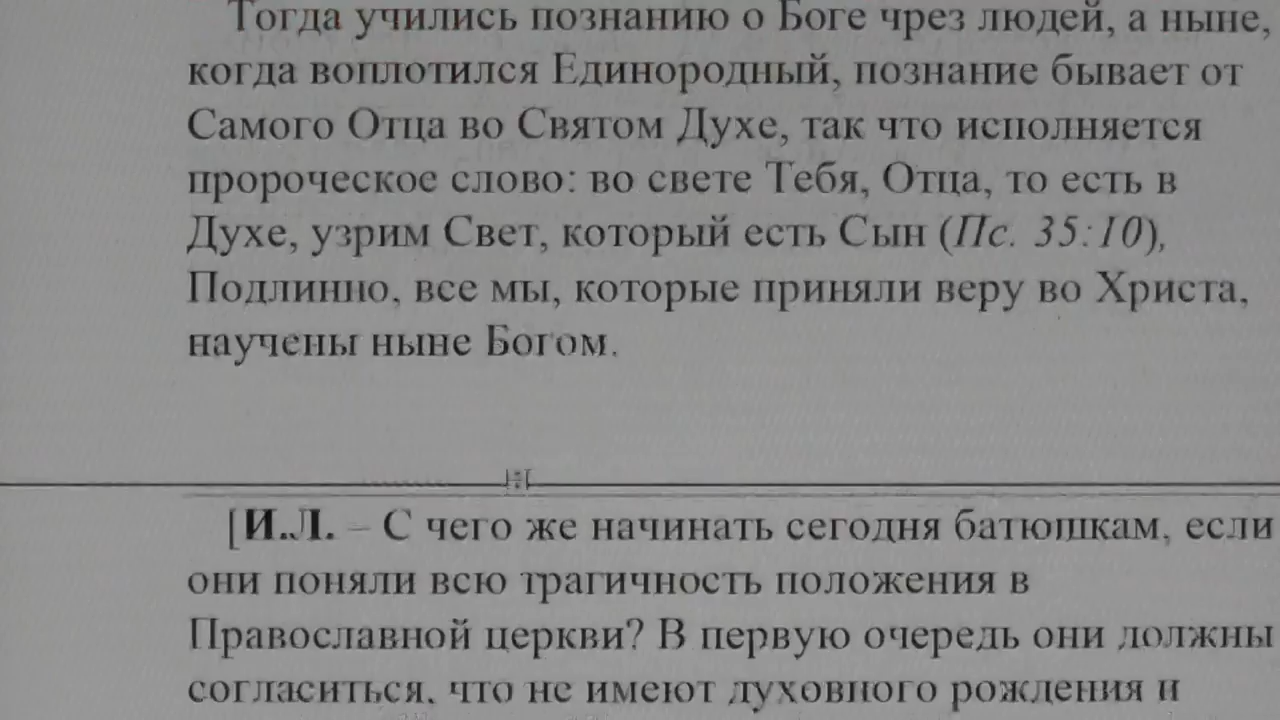 Тогда учились познанию о Боге чрез людей, а ныне,
когда воплотился Единородный, познание бывает от
Самого Отца во Святом Духе, так что исполняется
пророческое слово: во свете Тебя, Отца, то есть в
Духе, узрим Свет, который есть Сын (Пс. 35:10),
Подлинно, все мы, которые приняли веру во Христа,
научены ныне Богом.
[И.Л. – С чего же начинать сегодня батюшкам, если
они поняли всю трагичность положения в
Православной церкви? В первую очередь они должны
согласиться, что не имеют духовного рождения и